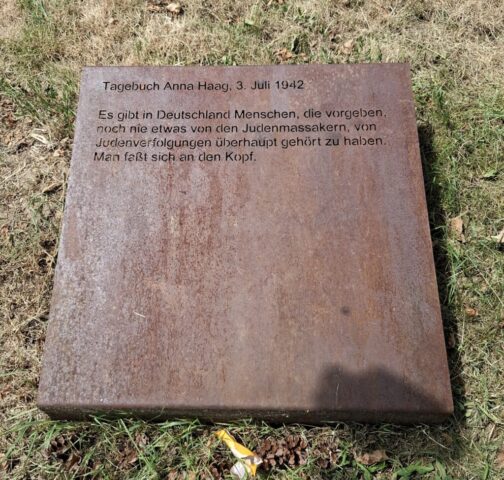 Tagebuch Anna Haag, 3. Juli 1942
Es gibt in Deutschland Menschen, die vorgeben,
noch nie etwas von den Judenmassakern, von
Judenverfolgungen überhaupt gehört zu haben.
Man faßt sich an den Kopf.